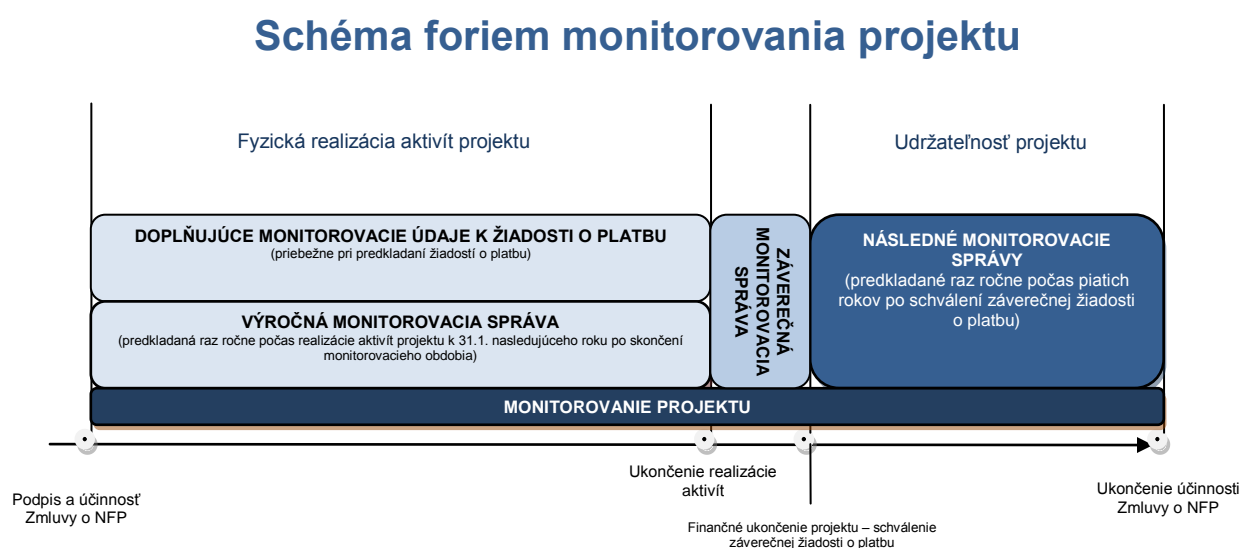 Schéma foriem monitorovania projektu
Fyzická realizácia aktivít projektu
Udržateľnosť projektu
DOPLŇUJÚCE MONITOROVACIE ÚDAJE K ŽIADOSTI O PLATBU
(priebežne pri predkladaní žiadostí o platbu)
VÝROČNÁ MONITOROVACIA SPRÁVA
(predkladaná raz ročne počas realizácie aktivít projektu k 31.1. nasledujúceho roku po skončení
monitorovacieho obdobia)
ZÁVEREČNÁ
MONITOROVACIA
SPRÁVA
NÁSLEDNÉ MONITOROVACIE
SPRÁVY
(predkladané raz ročne počas piatich
rokov po schválení záverečnej žiadosti
o platbu)
MONITOROVANIE PROJEKTU
Podpis a účinnosť
Zmluvy o NFP
Ukončenie realizácie
aktivít
Finančné ukončenie projektu – schválenie
záverečnej žiadosti o platbu
Ukončenie účinnosti
Zmluvy o NFP